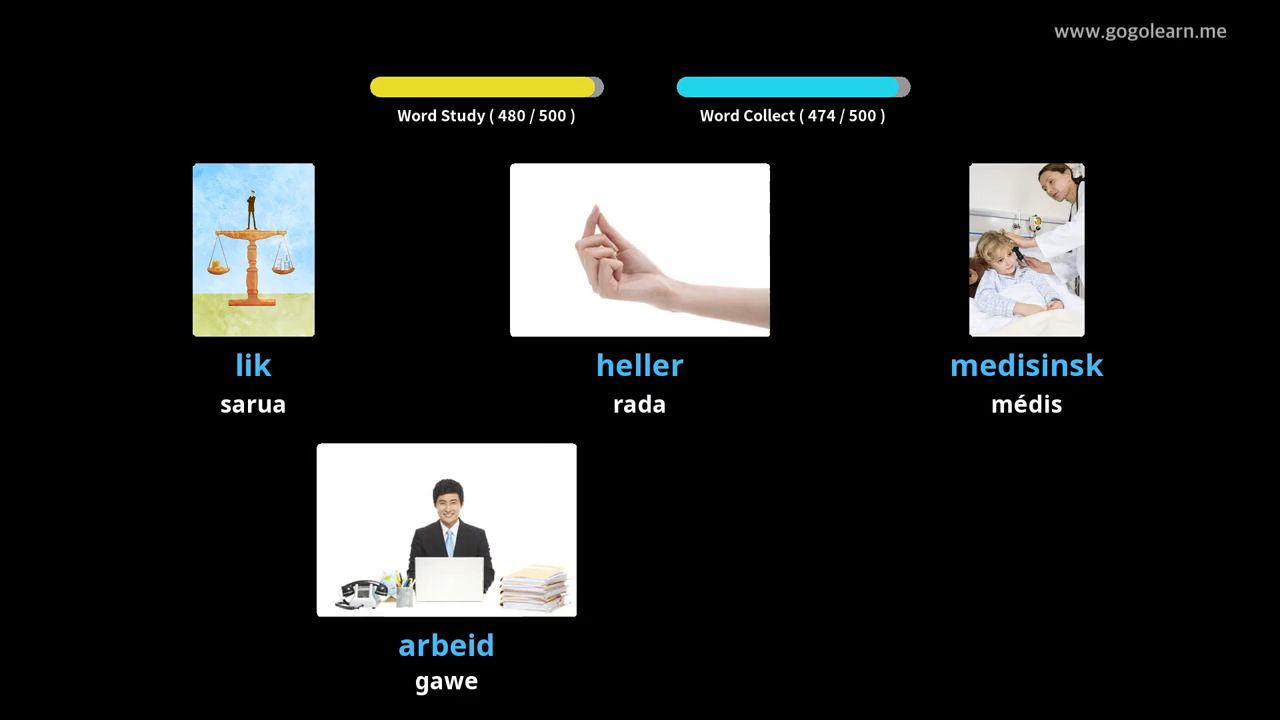 www.gogolearn.me
Word Study ( 480 / 500 )
Word Collect ( 474 / 500 )
lik
sarua
heller
rada
medisinsk
médis
arbeid
gawe